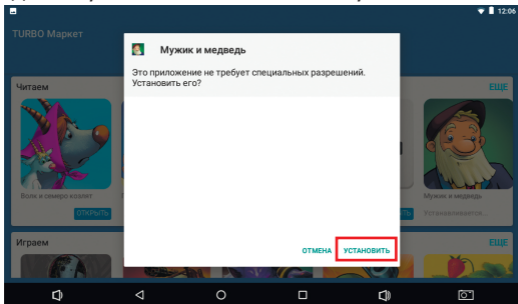 12:06
TURBO Маркет
Мужик и медведь
Это приложение не требует специальных разрешений.
Установить его?
Читаем
ЕЩЕ
Волк и семеро козлят
Мужик и медведь
ОТКРЫТЬ
Устанавливается...
ОТМЕНА
УСТАНОВИТЬ
Играем
ЕЩЕ